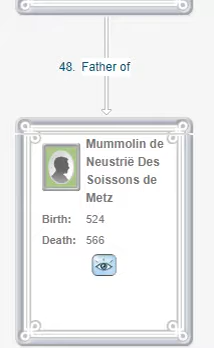 48. Father of
Mummolin de
Neustrië Des
Soissons de
Metz
Birth: 524
Death: 566